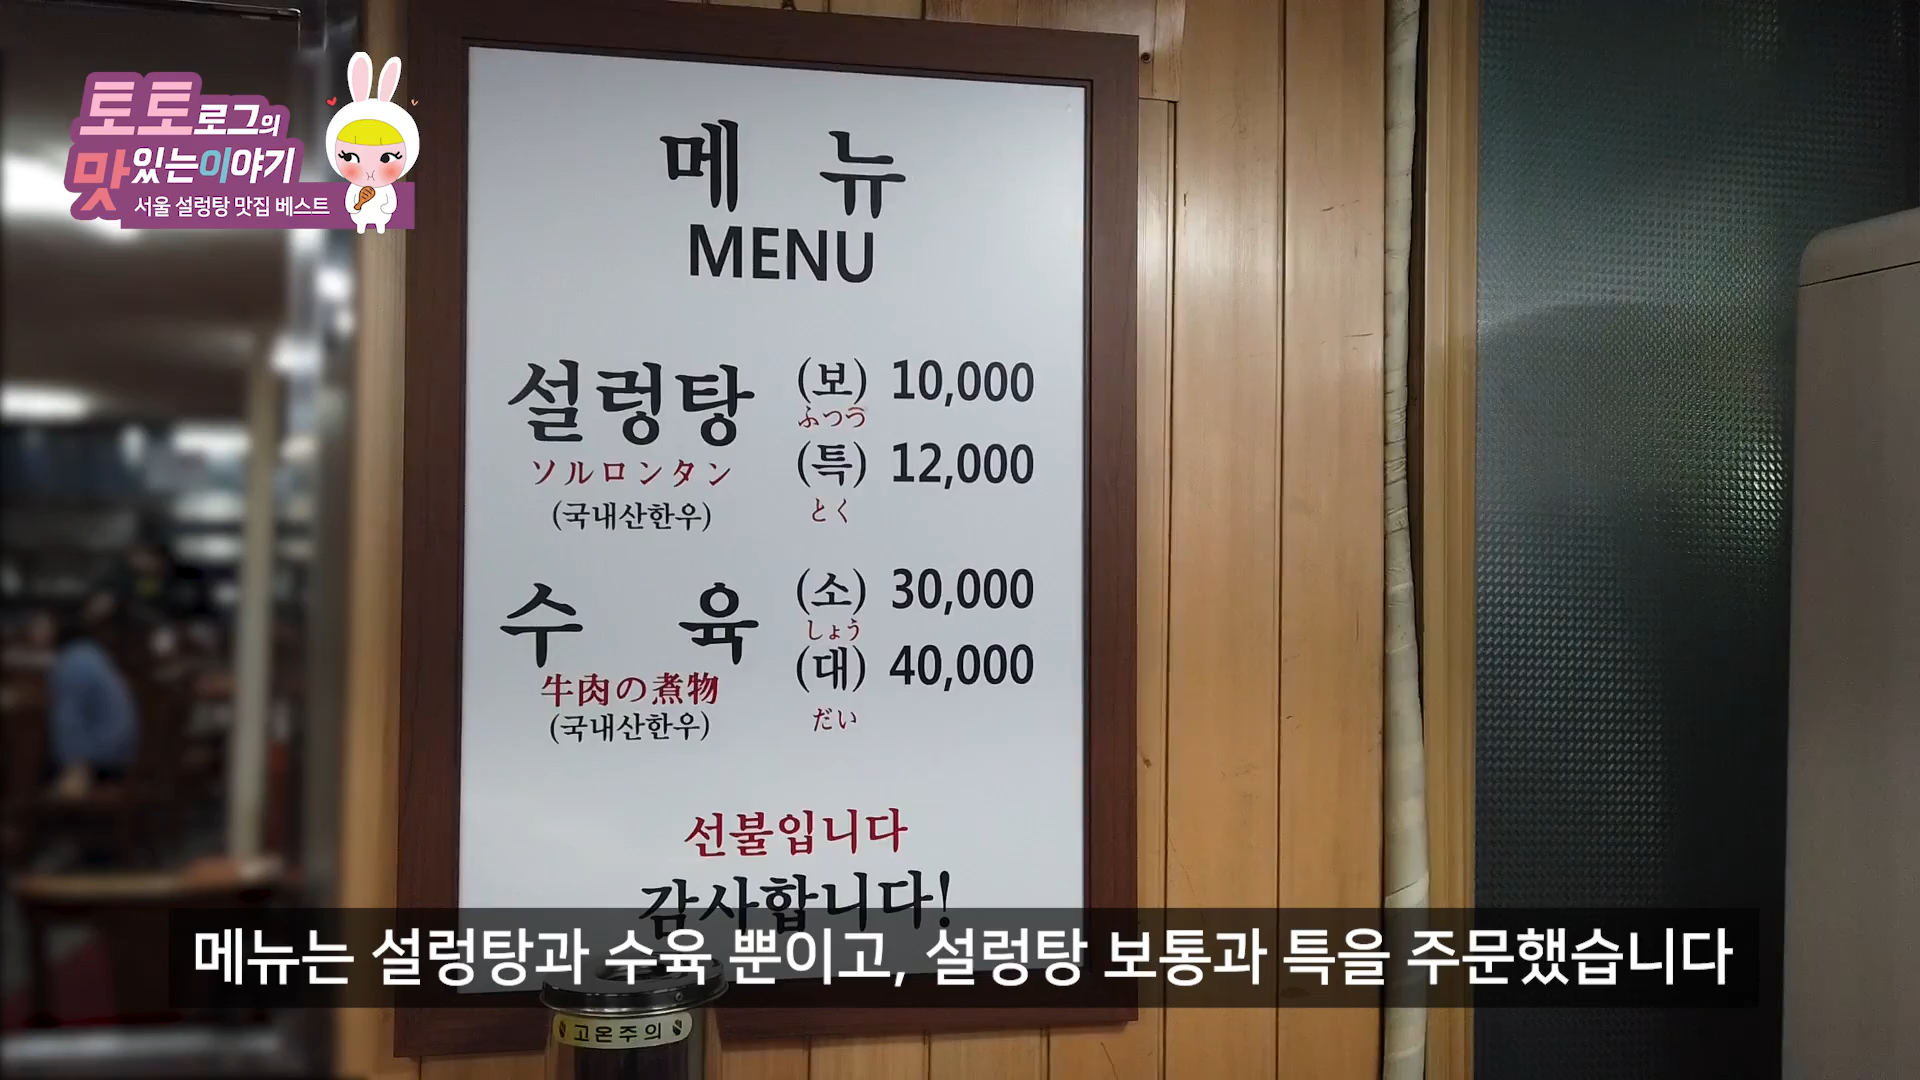 토토로그의
맛있는이야기
서울 설렁탕 맛집 베스트
메뉴
MENU
설렁탕 (보) 10,000
ふつう
(특) 12,000
ソルロンタン
とく
(국내산한우)
수육 (소) 30,000
しょう
(대) 40,000
牛肉の煮物
だい
(국내산한우)
선불입니다
감사합니다!
메뉴는 설렁탕과 수육 뿐이고, 설렁탕 보통과 특을 주문했습니다
고온주의